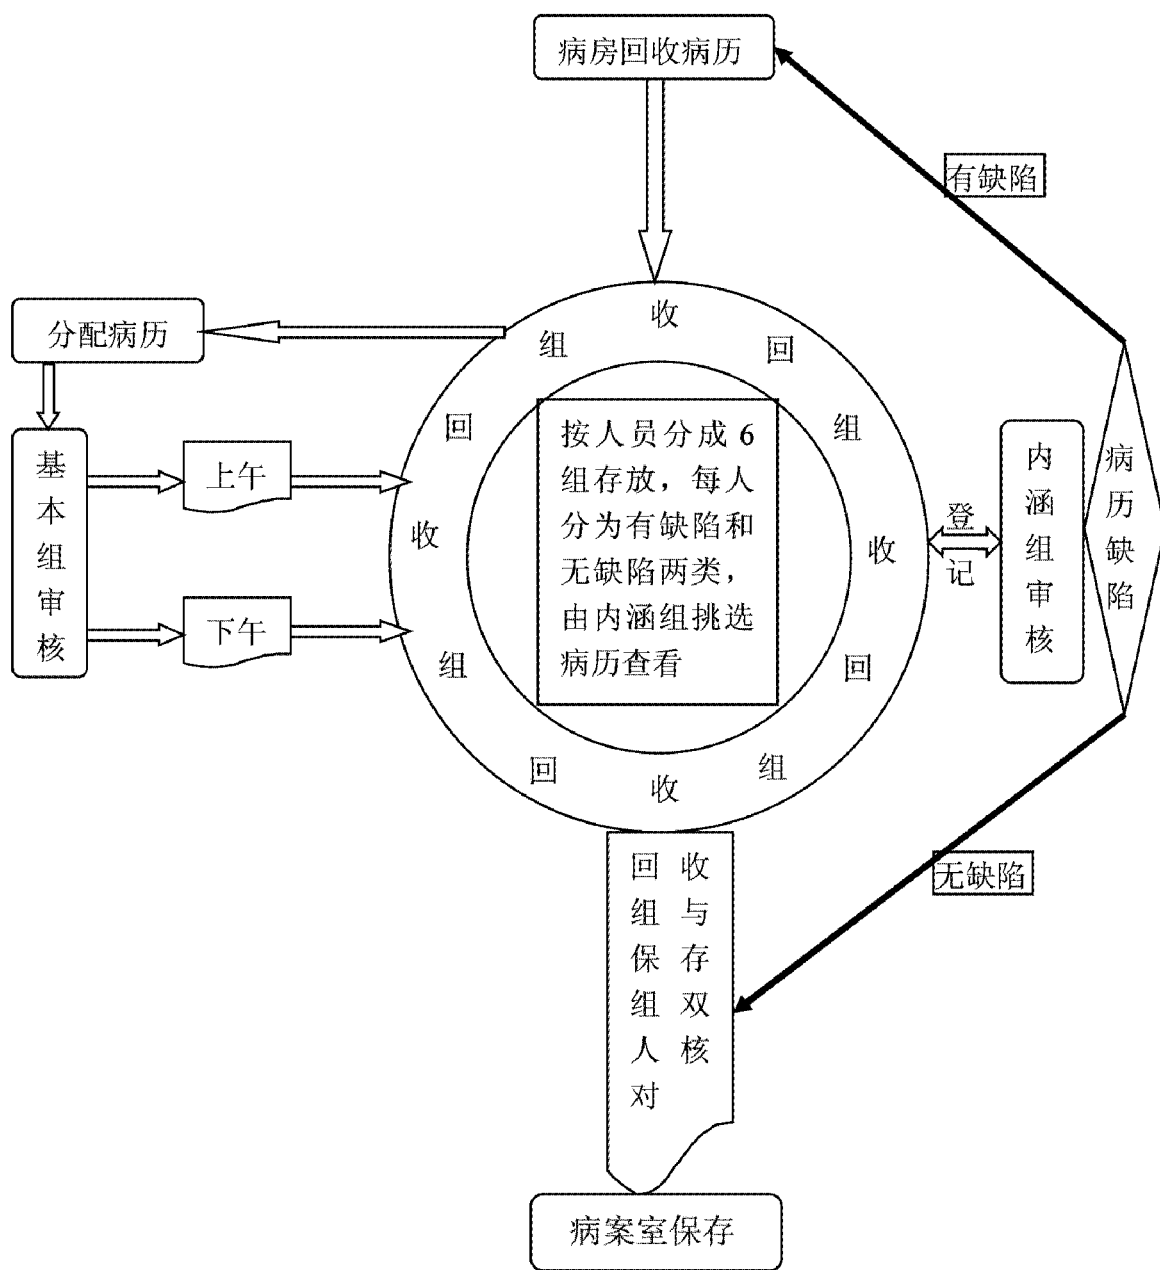 病房回收病历
有缺陷
分配病历
收
回
组
收
回
组
收
回
组
收
回
组
按人员分成 6
组存放，每人
分为有缺陷和
无缺陷两类，
由内涵组挑选
病历查看
基本组审核
上午
下午
登记
内涵组审核
病历缺陷
无缺陷
回收
组与
保存
组双
人核
对
病案室保存